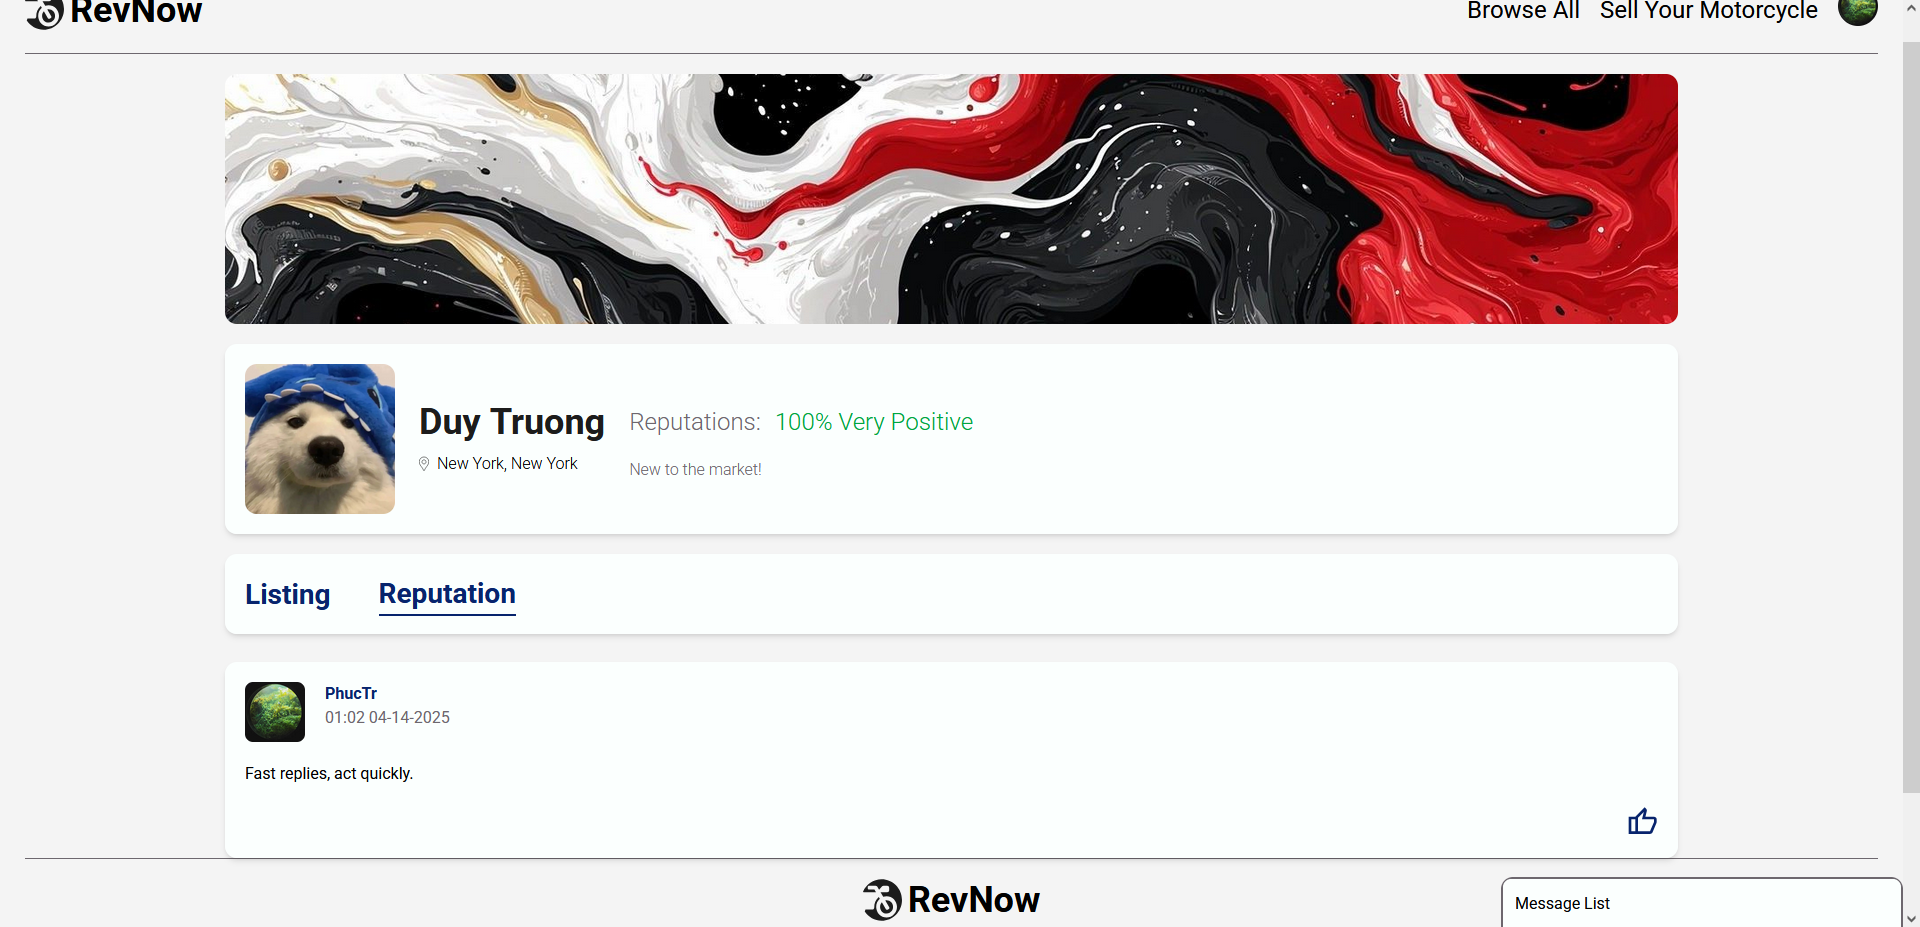 RevNow
Browse All
Sell Your Motorcycle
Duy Truong
New York, New York
Reputations: 100% Very Positive
New to the market!
Listing
Reputation
PhucTr
01:02 04-14-2025
Fast replies, act quickly.
RevNow
Message List